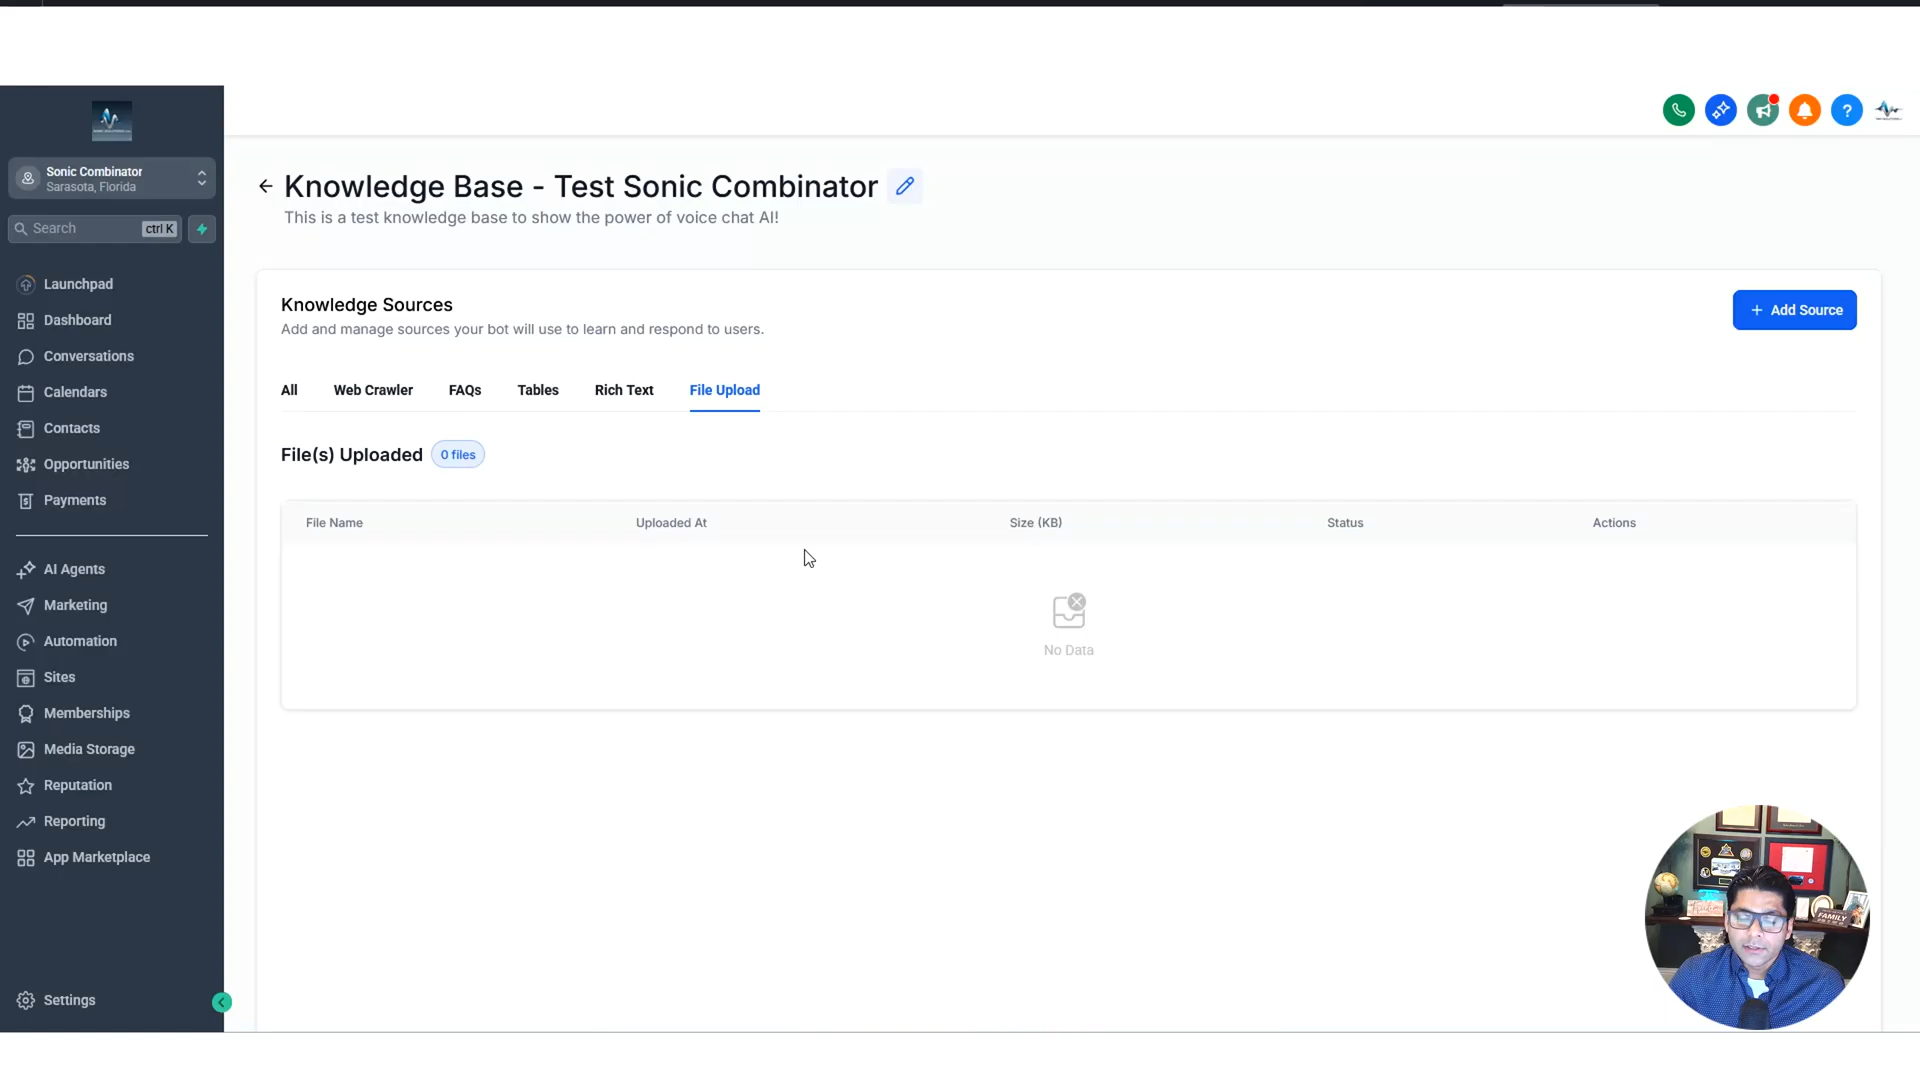 Sonic Combinator
Sarasota, Florida
Search
ctrl K
Launchpad
Dashboard
Conversations
Calendars
Contacts
Opportunities
Payments
AI Agents
Marketing
Automation
Sites
Memberships
Media Storage
Reputation
Reporting
App Marketplace
Settings
?
Knowledge Base - Test Sonic Combinator
This is a test knowledge base to show the power of voice chat AI!
Knowledge Sources
Add and manage sources your bot will use to learn and respond to users.
+ Add Source
All Web Crawler FAQs Tables Rich Text File Upload
File(s) Uploaded 0 files
File Name Uploaded At Size (KB) Status Actions
No Data
FAMILY